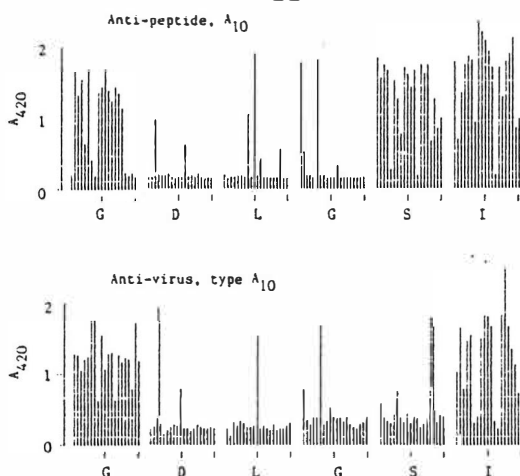 Anti-peptide, A10
2
1
0
A420
G D L G S I
Anti-virus, type A10
2
1
0
A420
G D L G S I